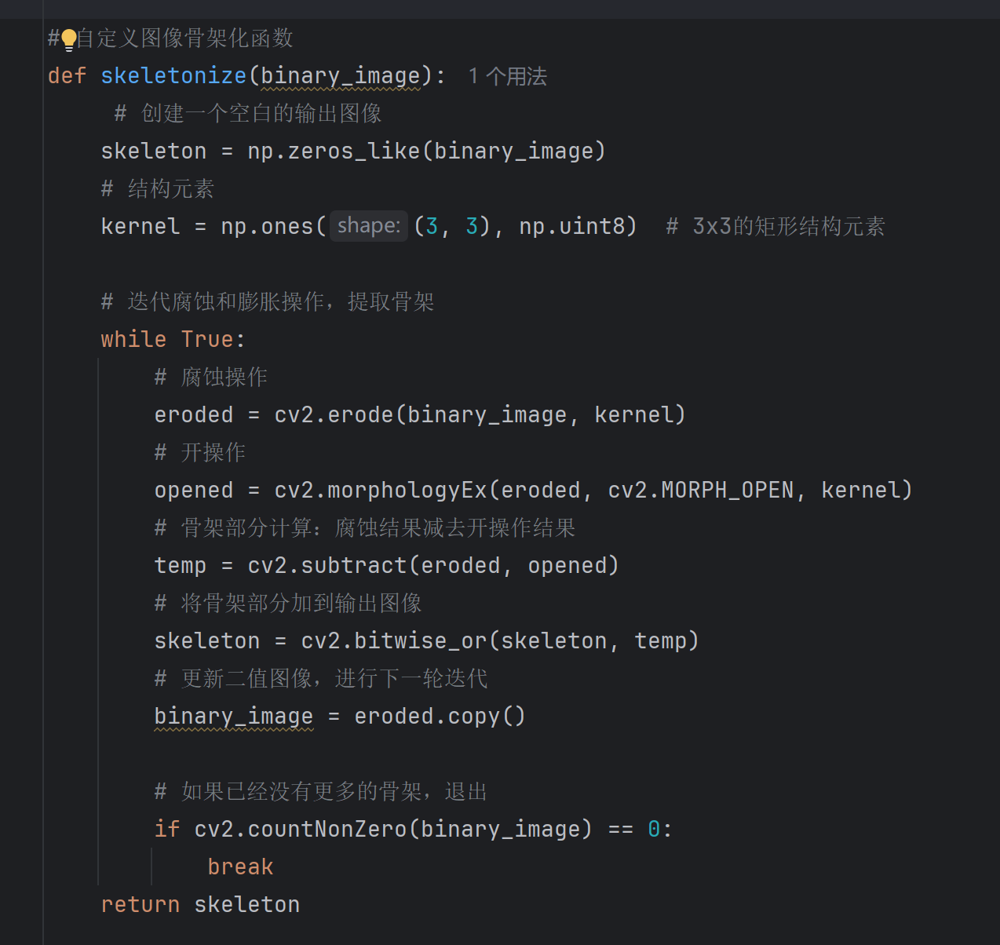 # 自定义图像骨架化函数
def skeletonize(binary_image): 1 个用法
# 创建一个空白的输出图像
skeleton = np.zeros_like(binary_image)
# 结构元素
kernel = np.ones(shape: (3, 3), np.uint8) # 3x3的矩形结构元素
# 迭代腐蚀和膨胀操作，提取骨架
while True:
# 腐蚀操作
eroded = cv2.erode(binary_image, kernel)
# 开操作
opened = cv2.morphologyEx(eroded, cv2.MORPH_OPEN, kernel)
# 骨架部分计算：腐蚀结果减去开操作结果
temp = cv2.subtract(eroded, opened)
# 将骨架部分加到输出图像
skeleton = cv2.bitwise_or(skeleton, temp)
# 更新二值图像，进行下一轮迭代
binary_image = eroded.copy()
# 如果已经没有更多的骨架，退出
if cv2.countNonZero(binary_image) == 0:
break
return skeleton